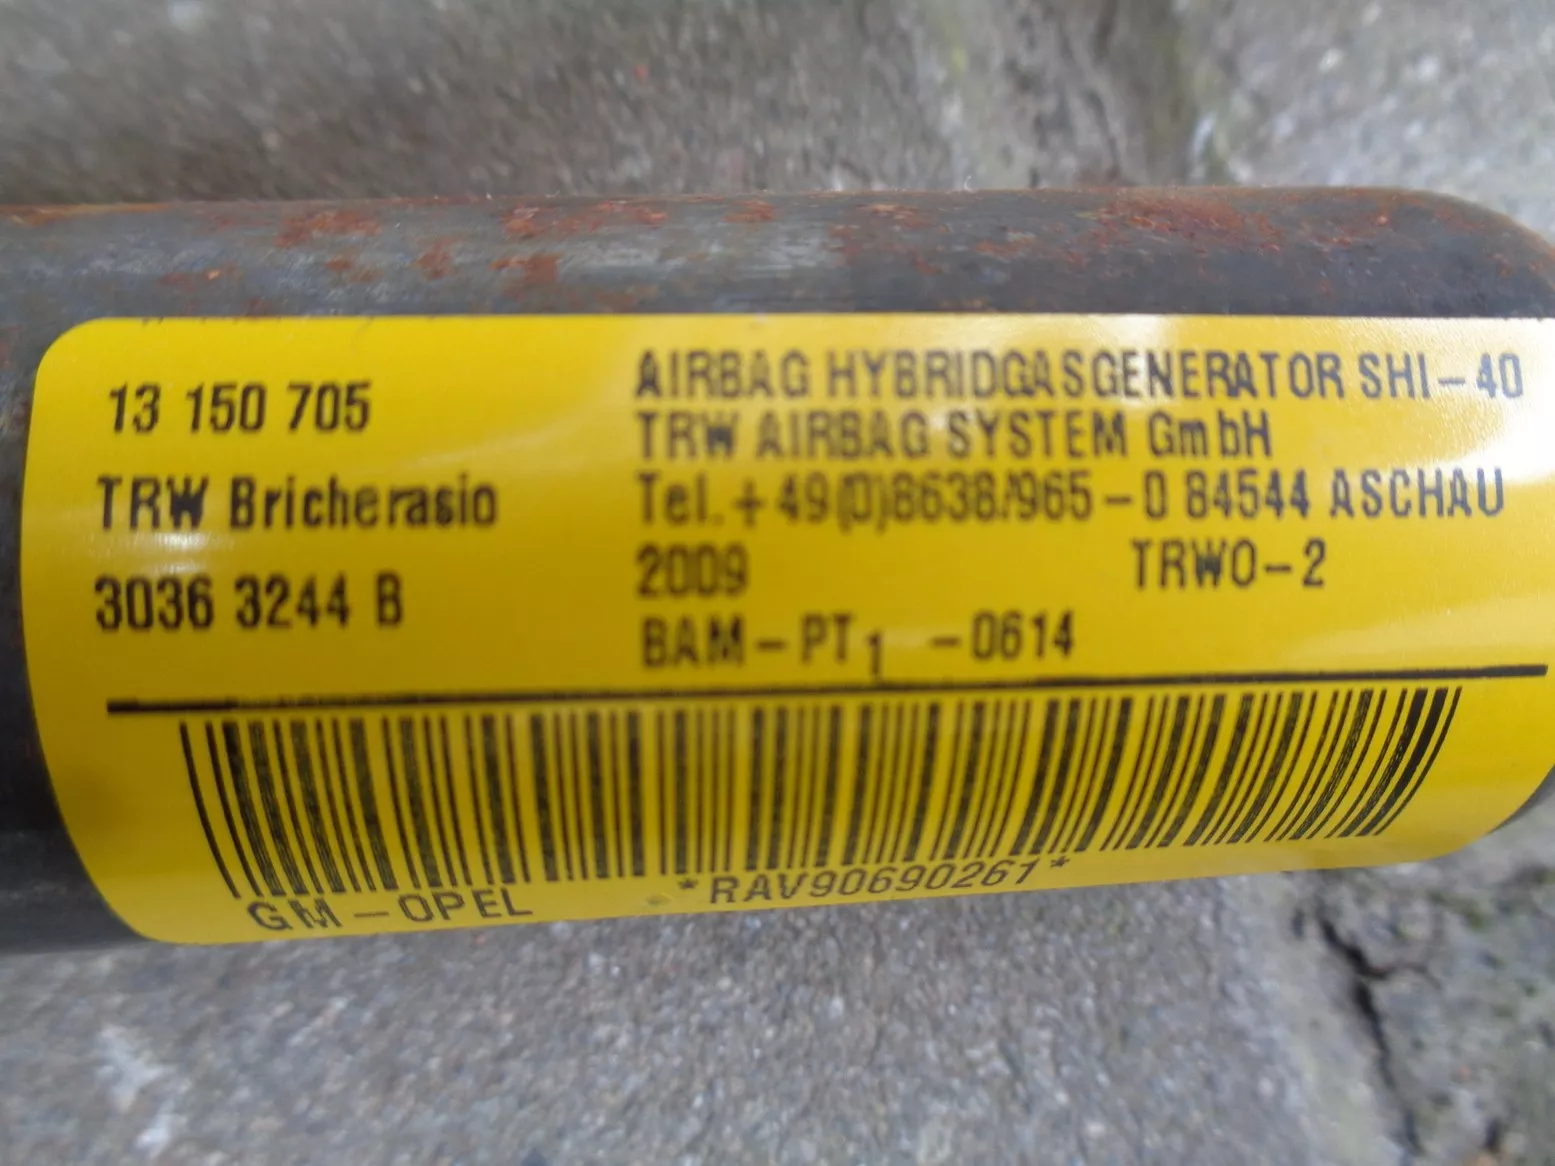 13 150 705
TRW Bricherasio
3036 3244 B
AIRBAG HYBRIDGASGENERATOR SHI-40
TRW AIRBAG SYSTEM GmbH
Tel.+49(0)8638/965-0 84544 ASCHAU
2009 TRWO-2
BAM-PT1 -0614
GM-OPEL *RAV90690261*